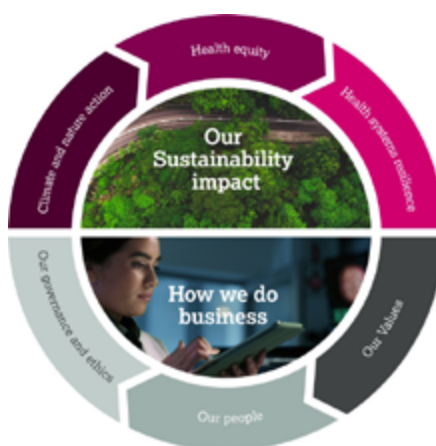 Health equity
Climate and nature action
Health systems resilience
Our
Sustainability
impact
How we do
business
Our governance and ethics
Our Values
Our people